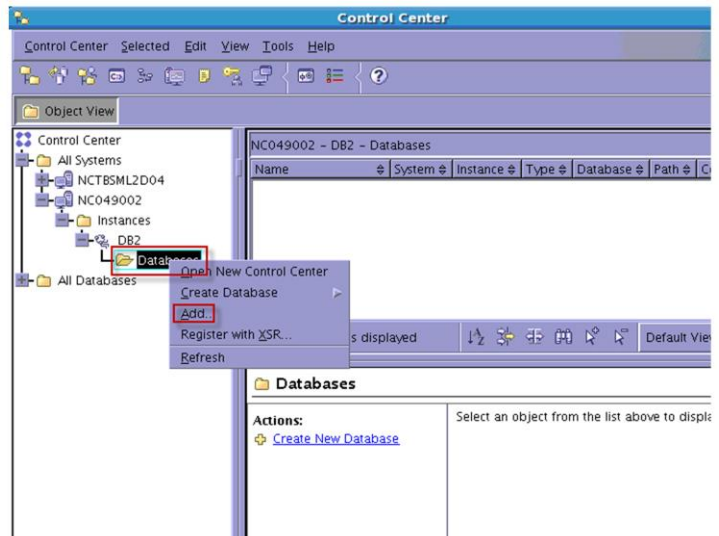 Control Center
Control Center Selected Edit View Tools Help
Object View
Control Center
All Systems
NCTBSML2D04
NC049002
Instances
DB2
Databases
All Databases
Open New Control Center
Create Database
Add..
Register with XSR...
Refresh
NC049002 - DB2 - Databases
Name System Instance Type Database Path
s displayed
Default View
Databases
Actions:
Create New Database
Select an object from the list above to displa